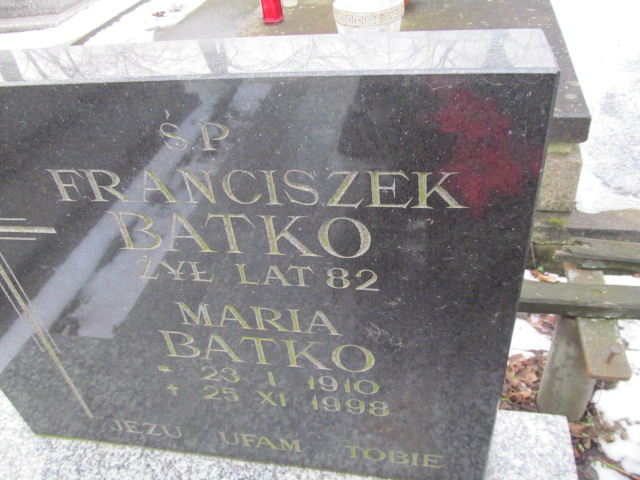 Ś P
FRANCISZEK
BATKO
ŻYŁ LAT 82
MARIA
BATKO
* 23 I 1910
+ 25 XI 1998
JEZU UFAM TOBIE